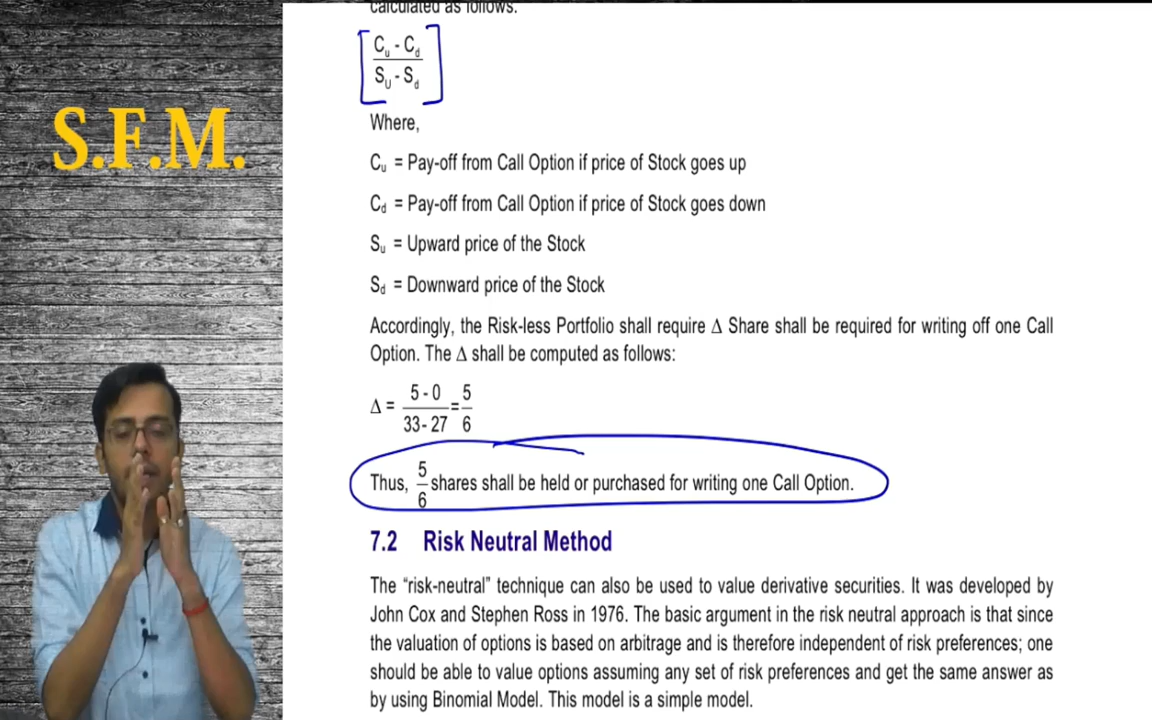 calculated as follows.
S.F.M.
[Cu - Cd / Su - Sd]
Where,
Cu = Pay-off from Call Option if price of Stock goes up
Cd = Pay-off from Call Option if price of Stock goes down
Su = Upward price of the Stock
Sd = Downward price of the Stock
Accordingly, the Risk-less Portfolio shall require Δ Share shall be required for writing off one Call
Option. The Δ shall be computed as follows:
Δ = 5 - 0 / 33- 27 = 5 / 6
Thus, 5/6 shares shall be held or purchased for writing one Call Option.
7.2 Risk Neutral Method
The “risk-neutral” technique can also be used to value derivative securities. It was developed by
John Cox and Stephen Ross in 1976. The basic argument in the risk neutral approach is that since
the valuation of options is based on arbitrage and is therefore independent of risk preferences; one
should be able to value options assuming any set of risk preferences and get the same answer as
by using Binomial Model. This model is a simple model.